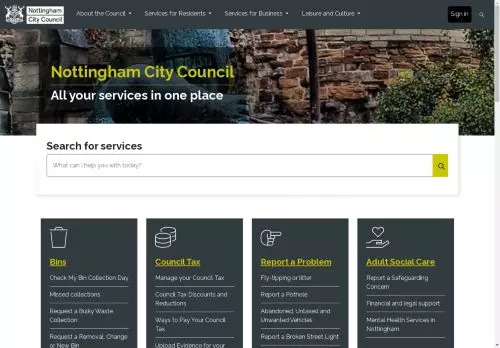 Nottingham
City Council
About the Council
Services for Residents
Services for Business
Leisure and Culture
Sign in
Nottingham City Council
All your services in one place
Search for services
What can I help you with today?
Bins
Check My Bin Collection Day
Missed collections
Request a Bulky Waste
Collection
Request a Removal, Change
or New Bin
Council Tax
Manage your Council Tax
Council Tax Discounts and
Reductions
Ways to Pay Your Council
Tax
Upload Evidence for your
Report a Problem
Fly-tipping or litter
Report a Pothole
Abandoned, Untaxed and
Unwanted Vehicles
Report a Broken Street Light
Adult Social Care
Report a Safeguarding
Concern
Financial and legal support
Mental Health Services in
Nottingham